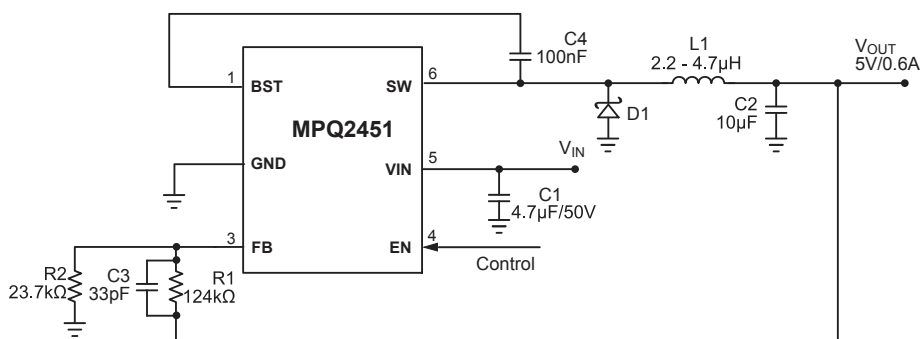 C4
100nF
L1
2.2 - 4.7µH
VOUT
5V/0.6A
1
BST
SW
6
MPQ2451
D1
C2
10µF
GND
VIN
5
VIN
C1
4.7µF/50V
3
FB
EN
4
Control
R2
23.7kΩ
C3
33pF
R1
124kΩ